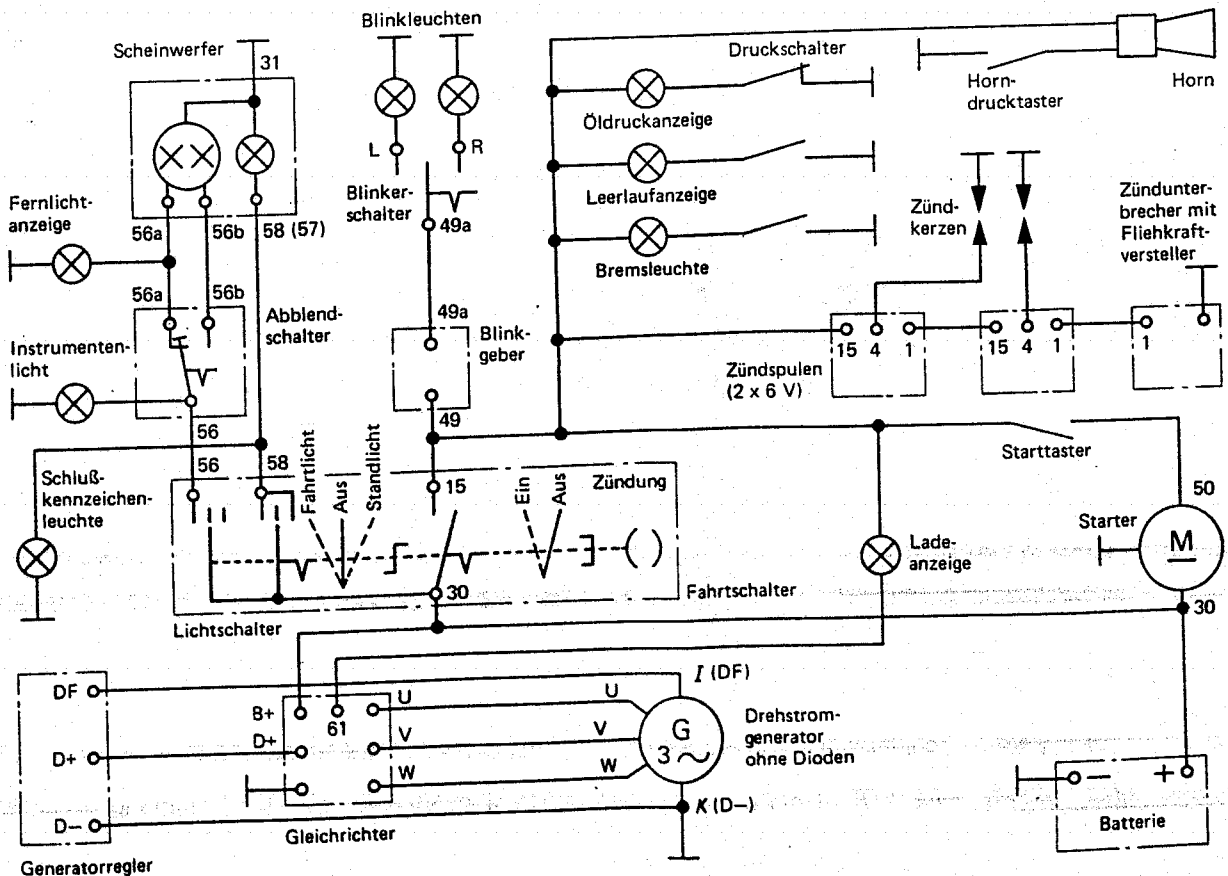 Blinkleuchten
Scheinwerfer
31
Druckschalter
Horn-
drucktaster
Horn
Öldruckanzeige
L
R
Leerlaufanzeige
Blinker-
schalter
Fernlicht-
anzeige
56a
56b
58 (57)
49a
Zünd-
kerzen
Zündunter-
brecher mit
Fliehkraft-
versteller
Bremsleuchte
56a
56b
Abblend-
schalter
49a
Blink-
geber
Instrumenten-
licht
15
4
1
15
4
1
1
Zündspulen
(2 x 6 V)
49
56
56
58
Fahrtlicht
Aus
Standlicht
15
Ein
Aus
Zündung
Starttaster
Schluß-
kennzeichen-
leuchte
50
Starter
M
Lade-
anzeige
30
Fahrtschalter
30
Lichtschalter
I (DF)
DF
B+
61
U
U
D+
D+
V
V
G
3
Drehstrom-
generator
ohne Dioden
W
W
D–
K (D–)
– +
Batterie
Gleichrichter
Generatorregler